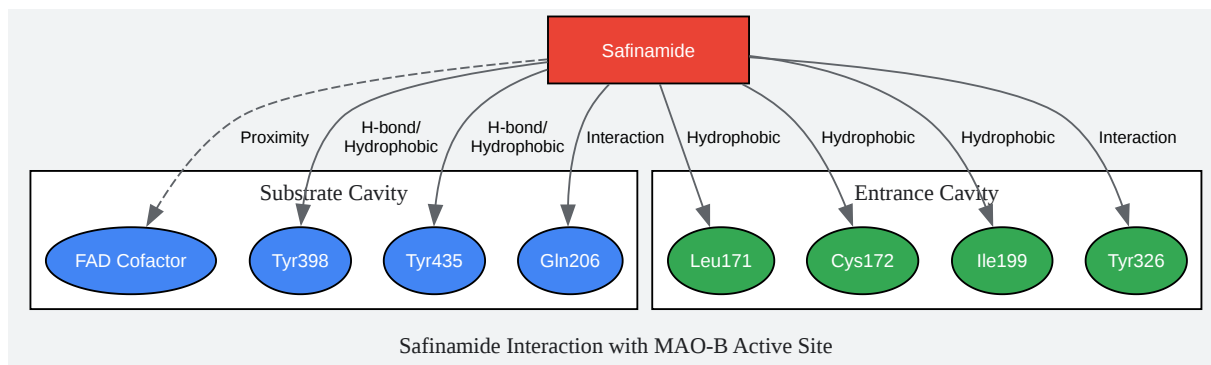 Safinamide
Proximity
H-bond/
Hydrophobic
H-bond/
Hydrophobic
Interaction
Hydrophobic
Hydrophobic
Hydrophobic
Interaction
Substrate Cavity
Entrance Cavity
FAD Cofactor
Tyr398
Tyr435
Gln206
Leu171
Cys172
Ile199
Tyr326
Safinamide Interaction with MAO-B Active Site